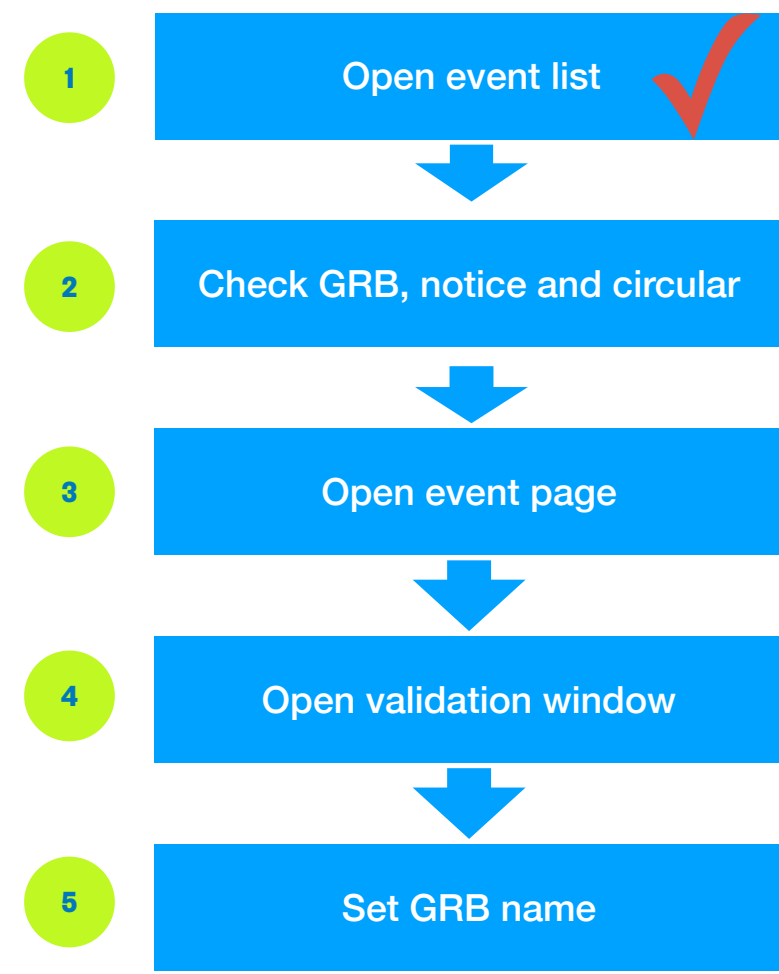 1
Open event list
2
Check GRB, notice and circular
3
Open event page
4
Open validation window
5
Set GRB name